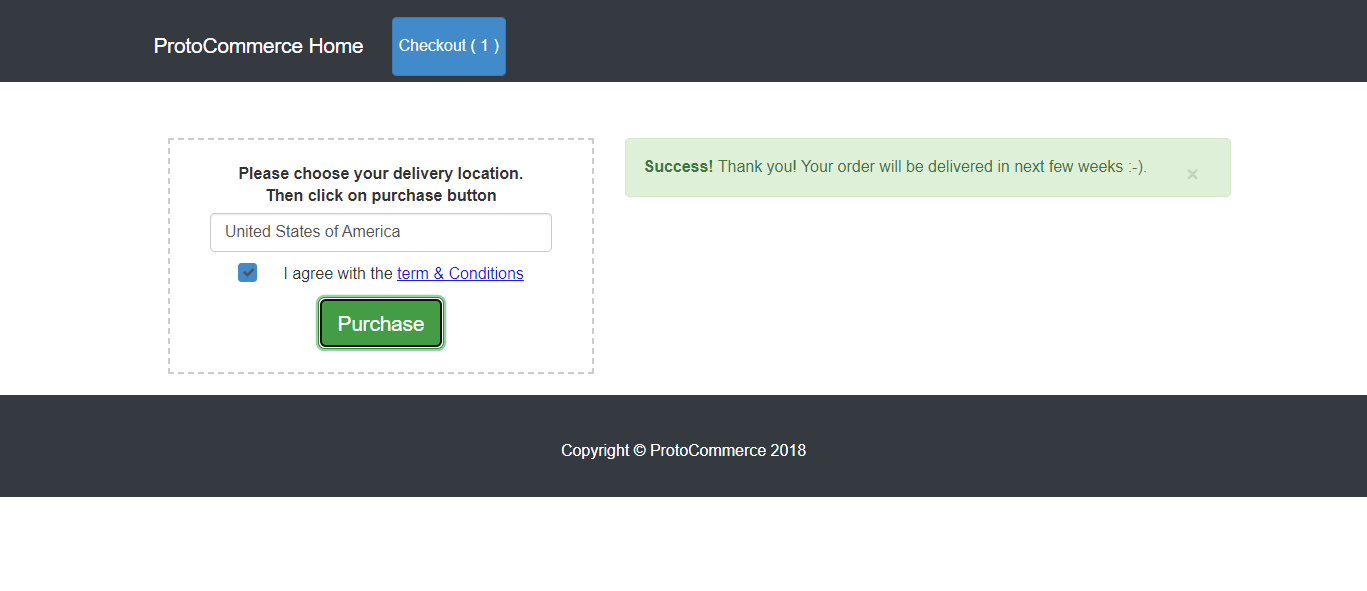 ProtoCommerce Home
Checkout ( 1 )
Please choose your delivery location.
Then click on purchase button
United States of America
I agree with the term & Conditions
Purchase
Success! Thank you! Your order will be delivered in next few weeks :-).
×
Copyright © ProtoCommerce 2018